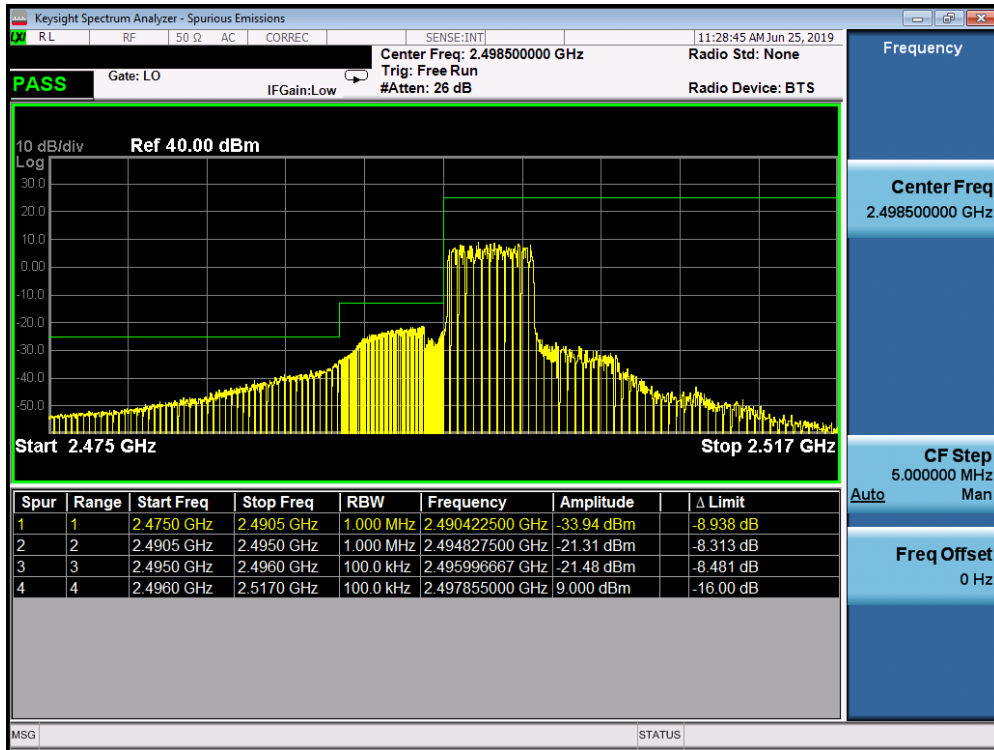 Keysight Spectrum Analyzer - Spurious Emissions
LXI RL RF 50 Ω AC CORREC SENSE:INT 11:28:45 AM Jun 25, 2019
Center Freq: 2.498500000 GHz Radio Std: None
PASS Gate: LO Trig: Free Run
IFGain:Low #Atten: 26 dB Radio Device: BTS
10 dB/div Ref 40.00 dBm
Log
30.0
20.0
10.0
0.00
-10.0
-20.0
-30.0
-40.0
-50.0
Start 2.475 GHz Stop 2.517 GHz
Spur Range Start Freq Stop Freq RBW Frequency Amplitude Δ Limit
1 1 2.4750 GHz 2.4905 GHz 1.000 MHz 2.490422500 GHz -33.94 dBm -8.938 dB
2 2 2.4905 GHz 2.4950 GHz 1.000 MHz 2.494827500 GHz -21.31 dBm -8.313 dB
3 3 2.4950 GHz 2.4960 GHz 100.0 kHz 2.495996667 GHz -21.48 dBm -8.481 dB
4 4 2.4960 GHz 2.5170 GHz 100.0 kHz 2.497855000 GHz 9.000 dBm -16.00 dB
MSG STATUS
Frequency
Center Freq
2.498500000 GHz
CF Step
5.000000 MHz
Auto Man
Freq Offset
0 Hz